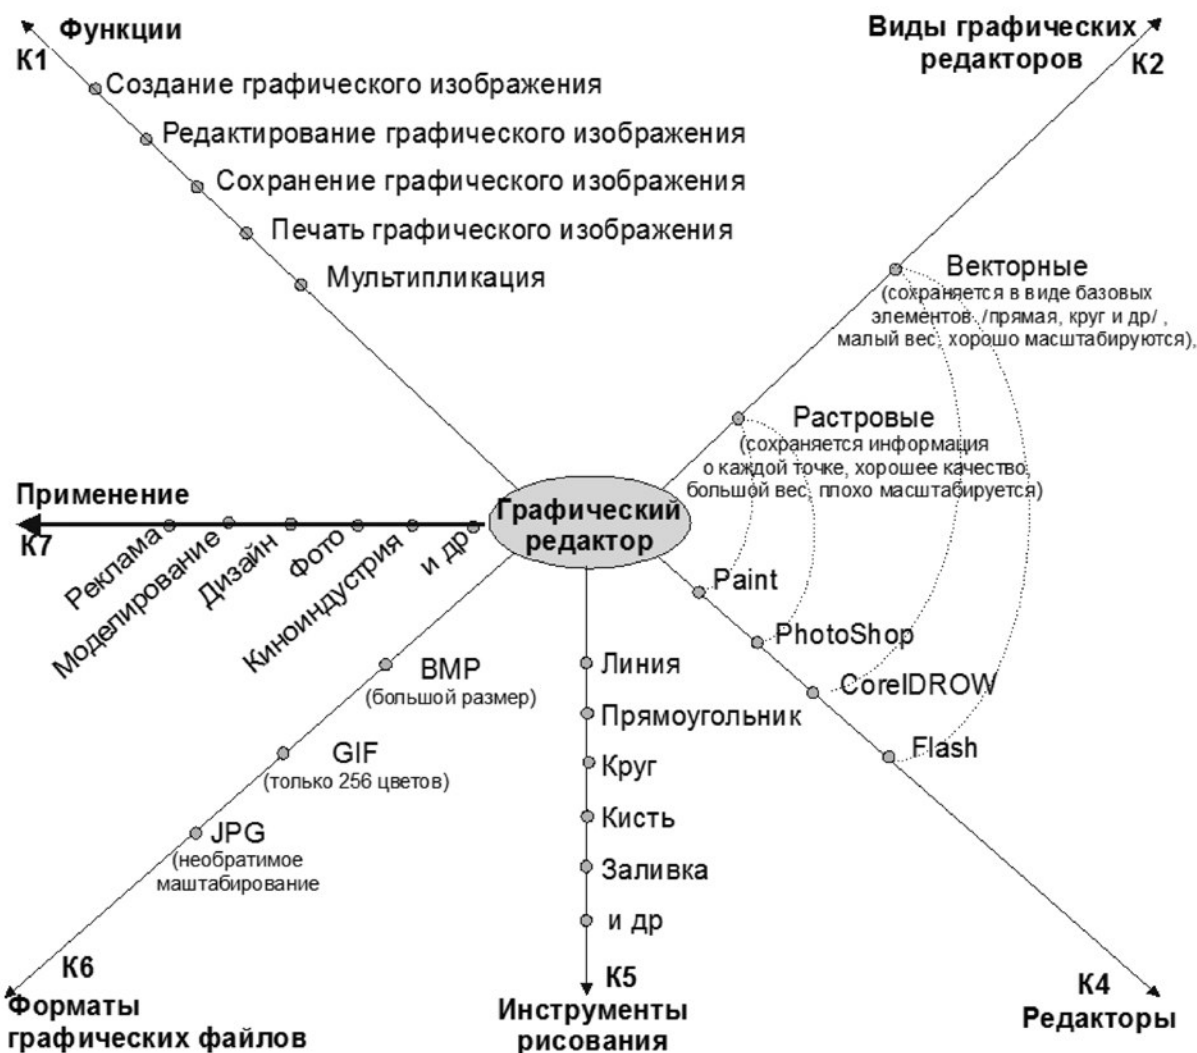 Функции
К1
Создание графического изображения
Редактирование графического изображения
Сохранение графического изображения
Печать графического изображения
Мультипликация
Виды графических
редакторов
К2
Векторные
(сохраняется в виде базовых
элементов /прямая, круг и др/ ,
малый вес, хорошо масштабируются),
Растровые
(сохраняется информация
о каждой точке, хорошее качество,
большой вес, плохо масштабируется)
Графический
редактор
Применение
К7
Реклама
Моделирование
Дизайн
Фото
Киноиндустрия
и др
Paint
PhotoShop
CorelDROW
Flash
К4
Редакторы
Линия
Прямоугольник
Круг
Кисть
Заливка
и др
К5
Инструменты
рисования
BMP
(большой размер)
GIF
(только 256 цветов)
JPG
(необратимое
маштабирование
К6
Форматы
графических файлов